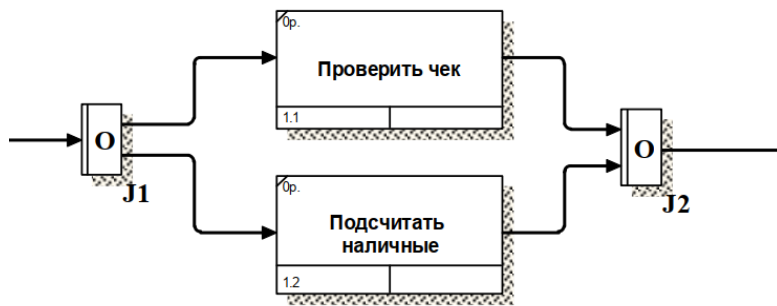 0р.
Проверить чек
1.1
O
J1
O
J2
0р.
Подсчитать
наличные
1.2